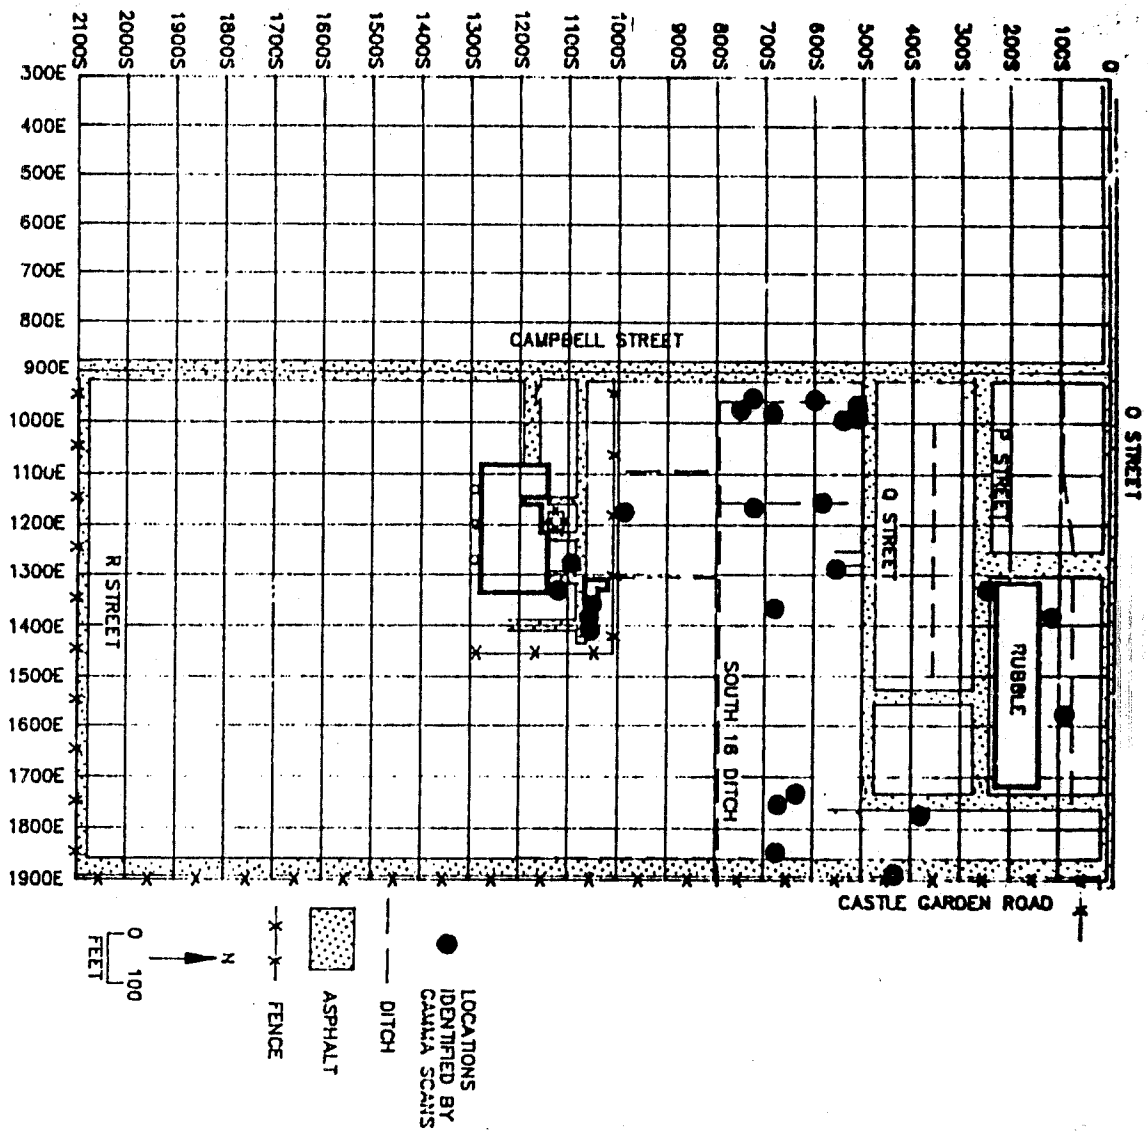 2100S
2000S
1900S
1800S
1700S
1600S
1500S
1400S
1300S
1200S
1100S
1000S
900S
800S
700S
600S
500S
400S
300S
200S
100S
0
300E
400E
500E
600E
700E
800E
900E
1000E
1100E
1200E
1300E
1400E
1500E
1600E
1700E
1800E
1900E
CAMPBELL STREET
O STREET
P STREET
Q STREET
R STREET
RUBBLE
SOUTH 16 DITCH
CASTLE GARDEN ROAD
LOCATIONS
IDENTIFIED BY
GAMMA SCANS
DITCH
ASPHALT
FENCE
N
0 100
FEET